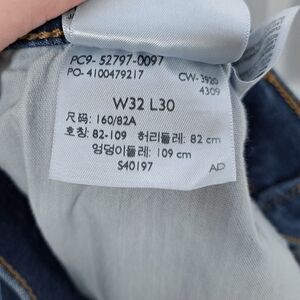 PC9- 52797-0097
PO- 4100479217 CW- 3920
4309
W32 L30
尺码: 160/82A
호칭: 82-109 허리둘레: 82 cm
엉덩이둘레: 109 cm
S40197 AD